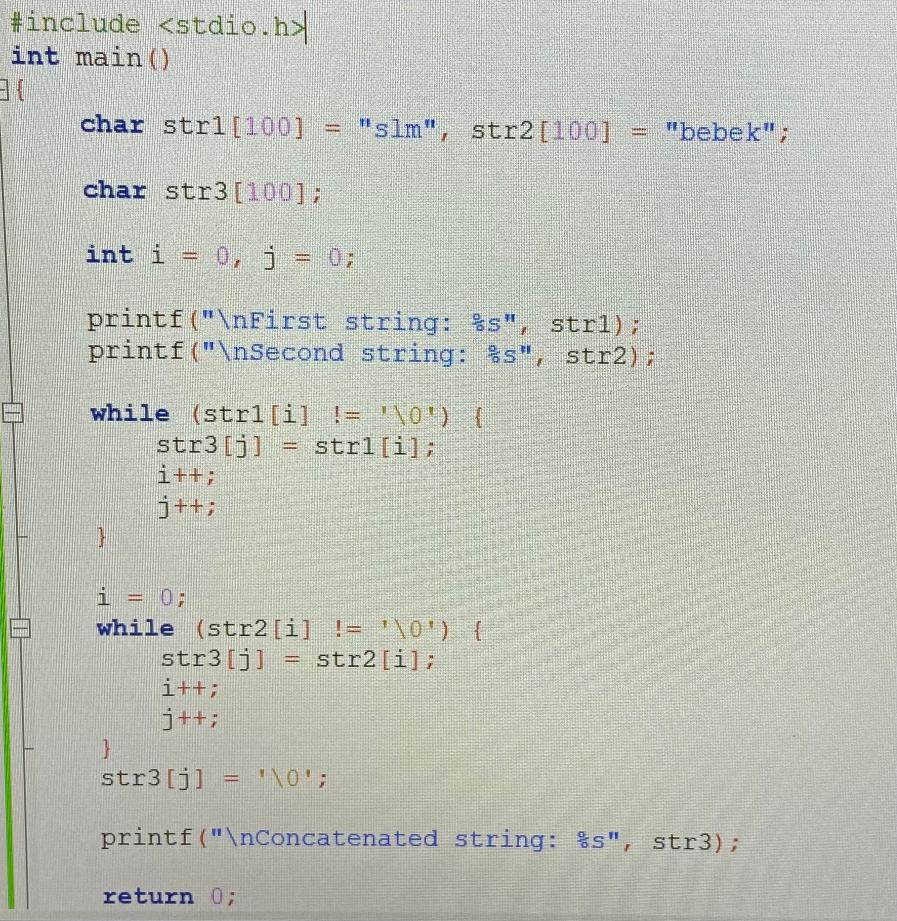 #include <stdio.h>
int main()
{
char str1[100] = "slm", str2[100] = "bebek";
char str3[100];
int i = 0, j = 0;
printf("\nFirst string: %s", str1);
printf("\nSecond string: %s", str2);
while (str1[i] != '\0') {
str3[j] = str1[i];
i++;
j++;
}
i = 0;
while (str2[i] != '\0') {
str3[j] = str2[i];
i++;
j++;
}
str3[j] = '\0';
printf("\nConcatenated string: %s", str3);
return 0;